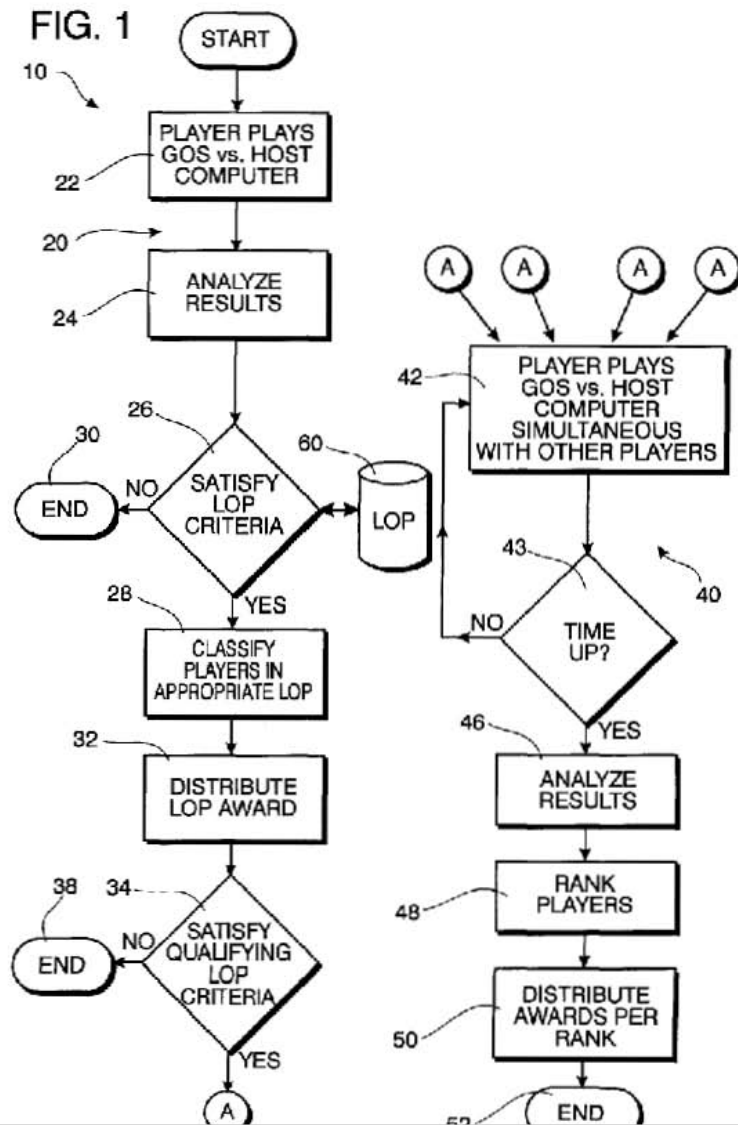 FIG. 1
START
10
PLAYER PLAYS
GOS vs. HOST
COMPUTER
22
20
ANALYZE
RESULTS
24
26
SATISFY
LOP
CRITERIA
30
END
NO
60
LOP
YES
28
CLASSIFY
PLAYERS IN
APPROPRIATE LOP
32
DISTRIBUTE
LOP AWARD
34
SATISFY
QUALIFYING
LOP
CRITERIA
38
END
NO
YES
A
A
A
A
A
42
PLAYER PLAYS
GOS vs. HOST
COMPUTER
SIMULTANEOUS
WITH OTHER PLAYERS
43
40
NO
TIME
UP?
YES
46
ANALYZE
RESULTS
48
RANK
PLAYERS
50
DISTRIBUTE
AWARDS PER
RANK
END